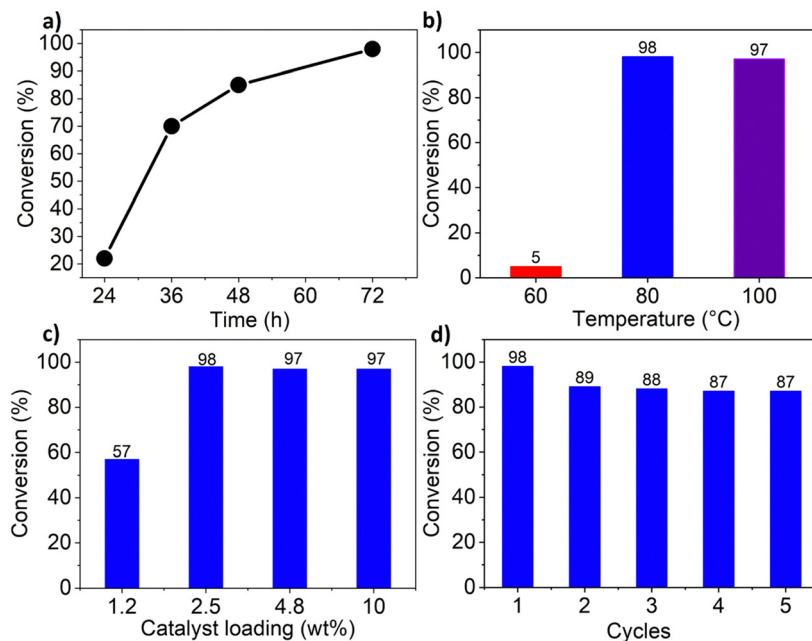 a)
100
90
80
70
60
50
40
30
20
Conversion (%)
24 36 48 60 72
Time (h)
b)
100
80
60
40
20
0
Conversion (%)
5
98
97
60 80 100
Temperature (°C)
c)
100
80
60
40
20
0
Conversion (%)
57
98
97
97
1.2 2.5 4.8 10
Catalyst loading (wt%)
d)
100
80
60
40
20
0
Conversion (%)
98
89
88
87
87
1 2 3 4 5
Cycles